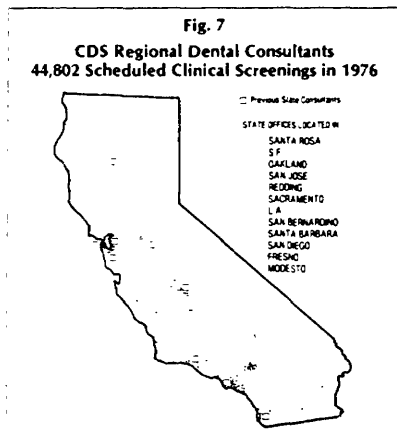 Fig. 7
CDS Regional Dental Consultants
44,802 Scheduled Clinical Screenings in 1976
Previous State Consultants
STATE OFFICES LOCATED IN
SANTA ROSA
S F
OAKLAND
SAN JOSE
REDDING
SACRAMENTO
L A
SAN BERNARDINO
SANTA BARBARA
SAN DIEGO
FRESNO
MODESTO